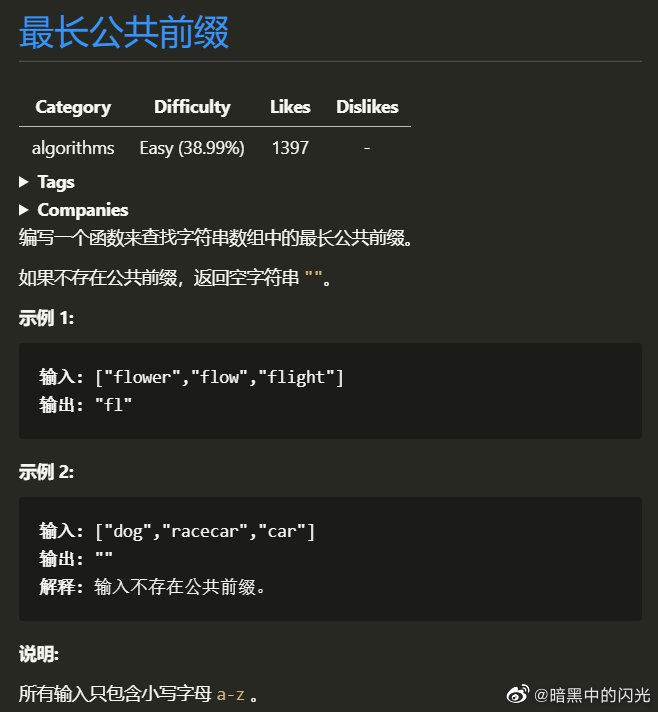 最长公共前缀
Category Difficulty Likes Dislikes
algorithms Easy (38.99%) 1397 -
▶ Tags
▶ Companies
编写一个函数来查找字符串数组中的最长公共前缀。
如果不存在公共前缀，返回空字符串 ""。
示例 1:
输入: ["flower","flow","flight"]
输出: "fl"
示例 2:
输入: ["dog","racecar","car"]
输出: ""
解释: 输入不存在公共前缀。
说明:
所有输入只包含小写字母 a-z 。
@暗黑中的闪光